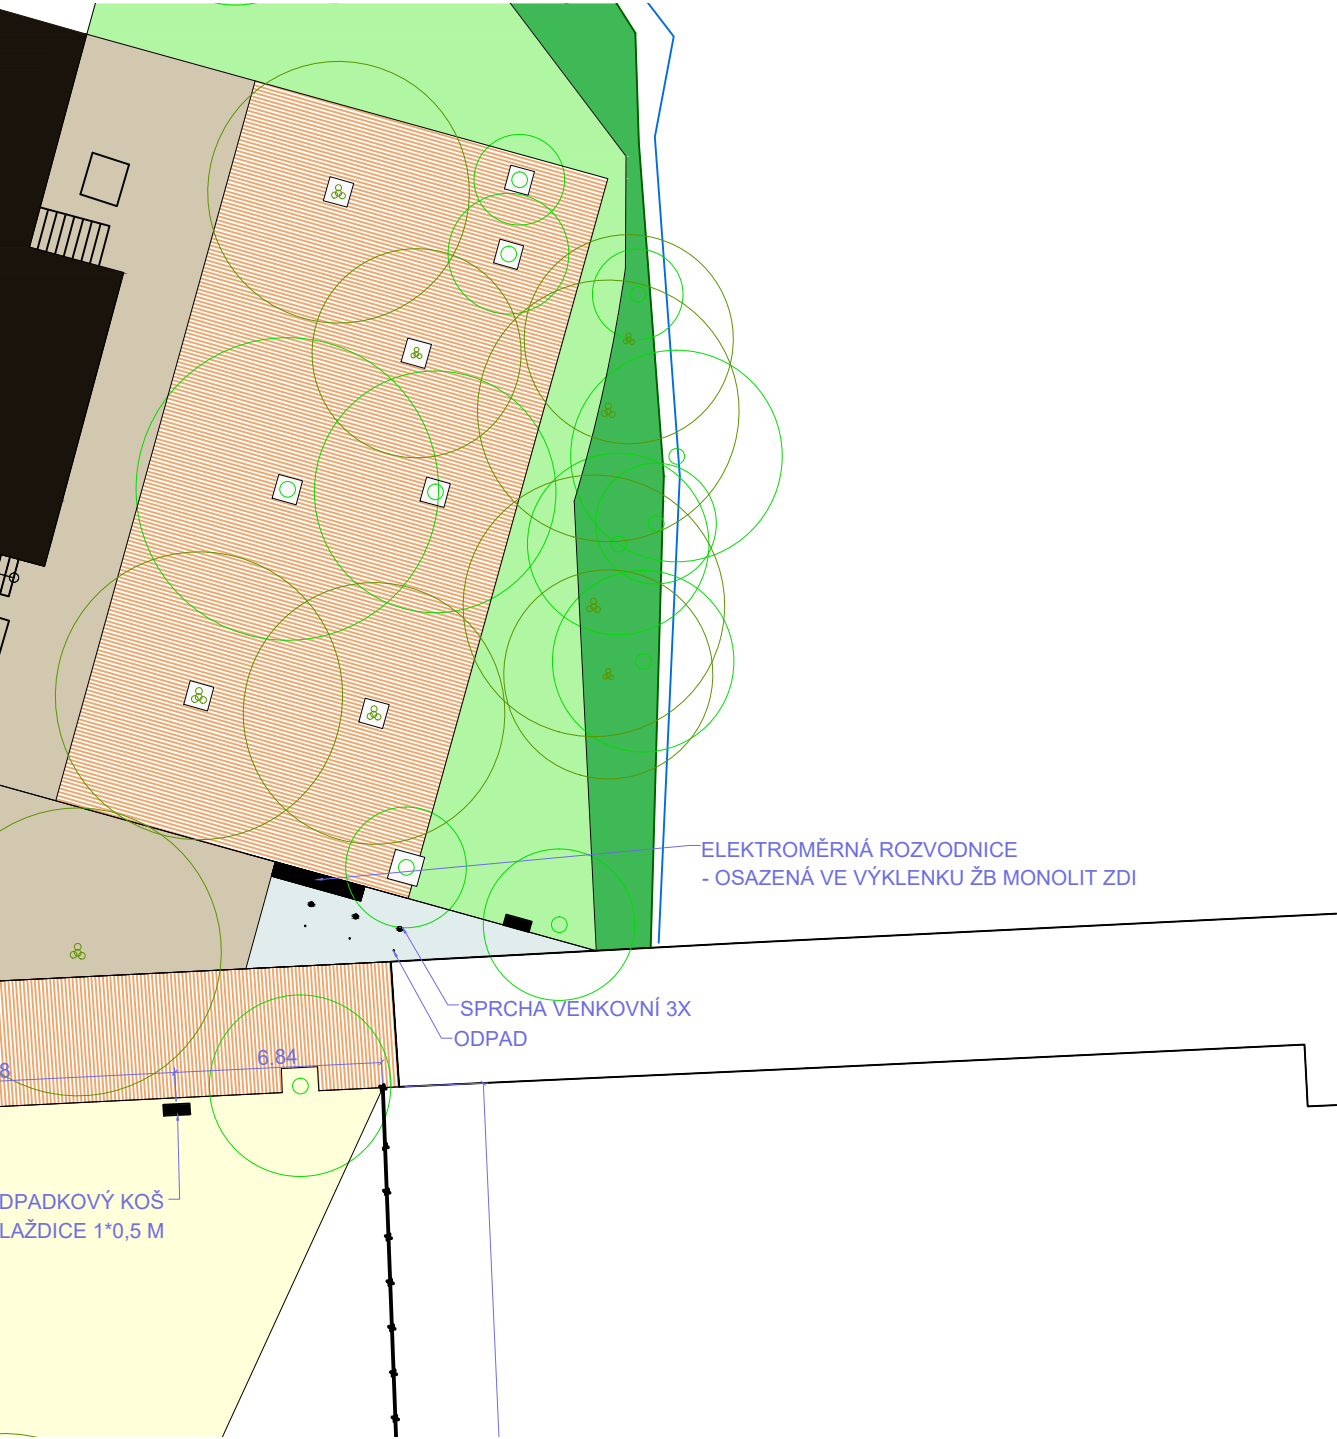 ELEKTROMĚRNÁ ROZVODNICE
- OSAZENÁ VE VÝKLENKU ŽB MONOLIT ZDI
SPRCHA VENKOVNÍ 3X
ODPAD
8
6,84
DPADKOVÝ KOŠ
LAŽDICE 1*0,5 M